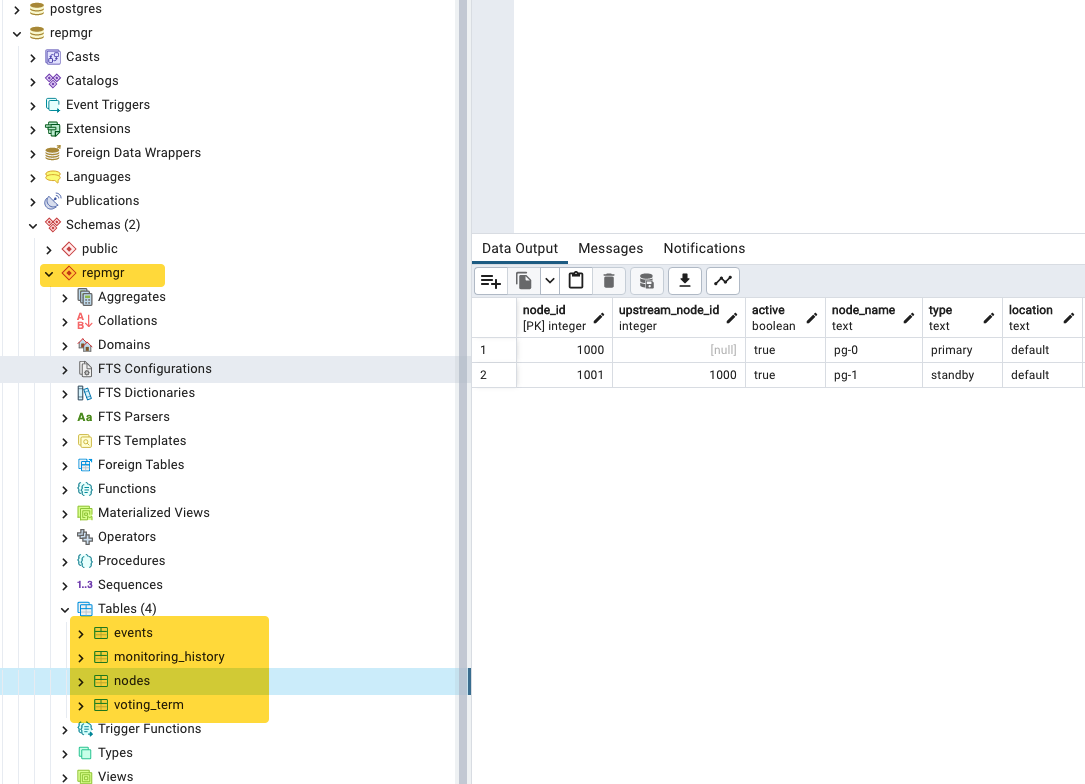 postgres
repmgr
Casts
Catalogs
Event Triggers
Extensions
Foreign Data Wrappers
Languages
Publications
Schemas (2)
public
repmgr
Aggregates
Collations
Domains
FTS Configurations
FTS Dictionaries
Aa FTS Parsers
FTS Templates
Foreign Tables
Functions
Materialized Views
Operators
Procedures
1..3 Sequences
Tables (4)
events
monitoring_history
nodes
voting_term
Trigger Functions
Types
Views
Data Output Messages Notifications
node_id upstream_node_id active node_name type location
[PK] integer integer boolean text text text
1 1000 [null] true pg-0 primary default
2 1001 1000 true pg-1 standby default